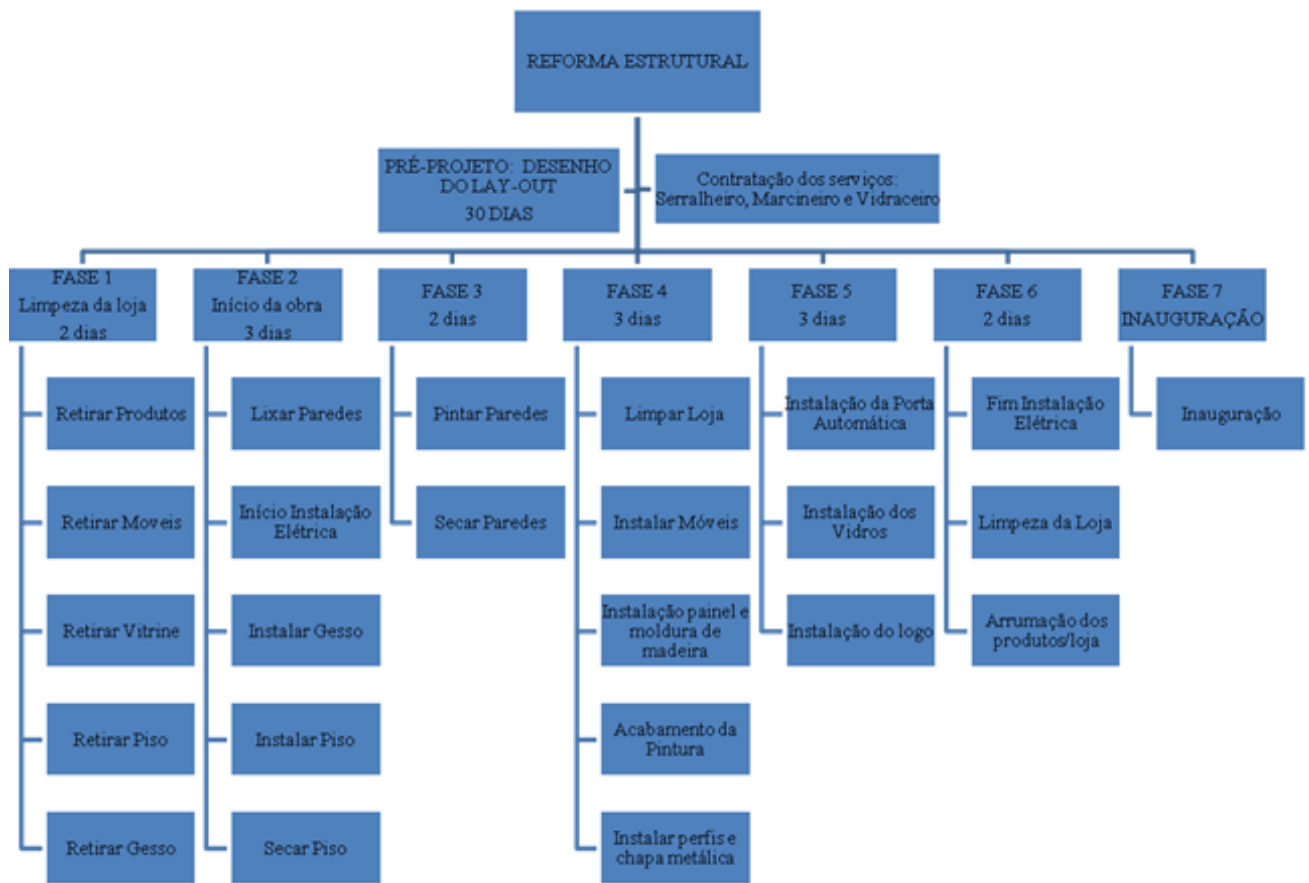 REFORMA ESTRUTURAL
PRÉ-PROJETO: DESENHO
DO LAY-OUT
30 DIAS
Contratação dos serviços:
Serralheiro, Marcineiro e Vidraceiro
FASE 1
Limpeza da loja
2 dias
Retirar Produtos
Retirar Moveis
Retirar Vitrine
Retirar Piso
Retirar Gesso
FASE 2
Início da obra
3 dias
Lixar Paredes
Início Instalação
Elétrica
Instalar Gesso
Instalar Piso
Secar Piso
FASE 3
2 dias
Pintar Paredes
Secar Paredes
FASE 4
3 dias
Limpar Loja
Instalar Móveis
Instalação painel e
moldura de
madeira
Acabamento da
Pintura
Instalar perfis e
chapa metálica
FASE 5
3 dias
Instalação da Porta
Automática
Instalação dos
Vidros
Instalação do logo
FASE 6
2 dias
Fim Instalação
Elétrica
Limpeza da Loja
Arrumação dos
produtos/loja
FASE 7
INAUGURAÇÃO
Inauguração